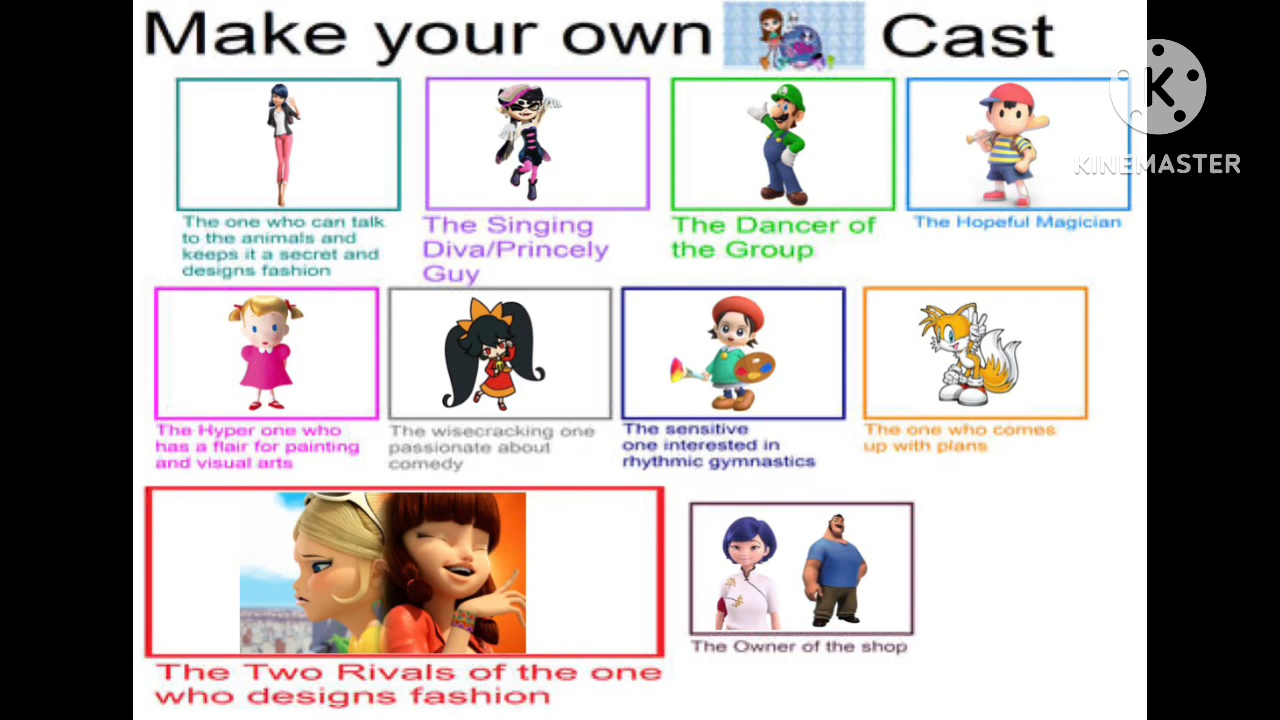 Make your own Cast
K
KINEMASTER
The one who can talk
to the animals and
keeps it a secret and
designs fashion
The Singing
Diva/Princely
Guy
The Dancer of
the Group
The Hopeful Magician
The Hyper one who
has a flair for painting
and visual arts
The wisecracking one
passionate about
comedy
The sensitive
one interested in
rhythmic gymnastics
The one who comes
up with plans
The Two Rivals of the one
who designs fashion
The Owner of the shop